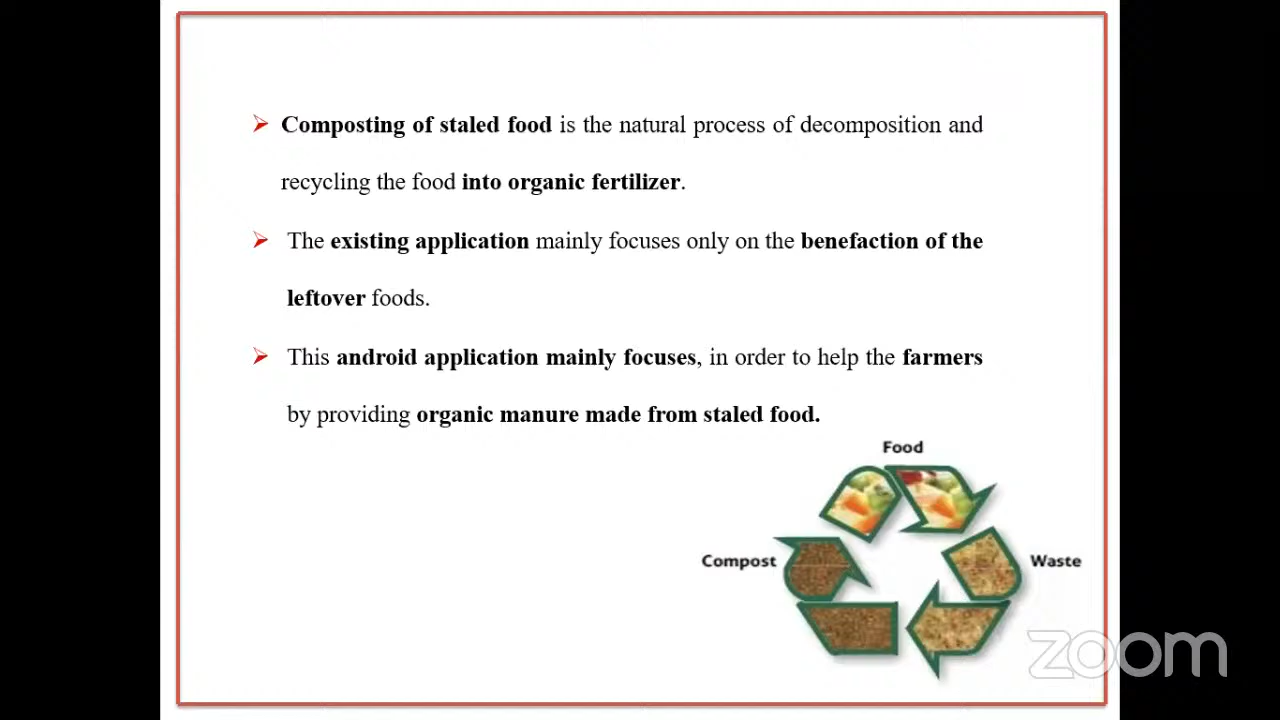 Composting of staled food is the natural process of decomposition and
recycling the food into organic fertilizer.
The existing application mainly focuses only on the benefaction of the
leftover foods.
This android application mainly focuses, in order to help the farmers
by providing organic manure made from staled food.
Food
Compost
Waste
zoom